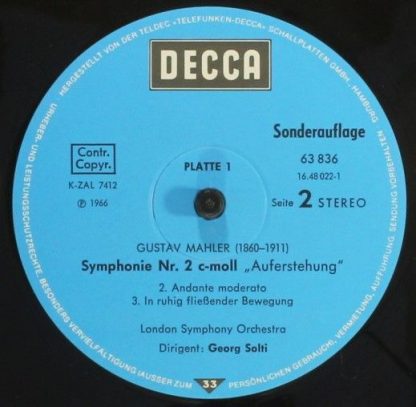 HERGESTELLT VON DER TELDEC »TELEFUNKEN-DECCA« SCHALLPLATTEN GMBH, HAMBURG
DECCA
Sonderauflage
Contr.
Copyr.
PLATTE 1
63 836
16.48 022-1
K-ZAL 7412
Seite 2 STEREO
Ⓟ 1966
GUSTAV MAHLER (1860–1911)
Symphonie Nr. 2 c-moll „Auferstehung“
2. Andante moderato
3. In ruhig fließender Bewegung
London Symphony Orchestra
Dirigent: Georg Solti
33
URHEBER- UND LEISTUNGSSCHUTZRECHTE, BESONDERS VERVIELFÄLTIGUNG (AUSSER ZUM PERSÖNLICHEN GEBRAUCH), VERMIETUNG, AUFFÜHRUNG, SENDUNG VORBEHALTEN